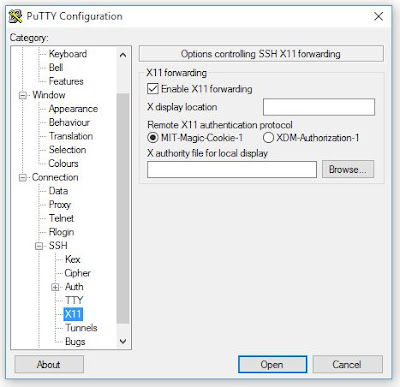 PuTTY Configuration
Category:
Keyboard
Bell
Features
Window
Appearance
Behaviour
Translation
Selection
Colours
Connection
Data
Proxy
Telnet
Rlogin
SSH
Kex
Cipher
Auth
TTY
X11
Tunnels
Bugs
Options controlling SSH X11 forwarding
X11 forwarding
Enable X11 forwarding
X display location
Remote X11 authentication protocol
MIT-Magic-Cookie-1 XDM-Authorization-1
X authority file for local display
Browse...
About Open Cancel